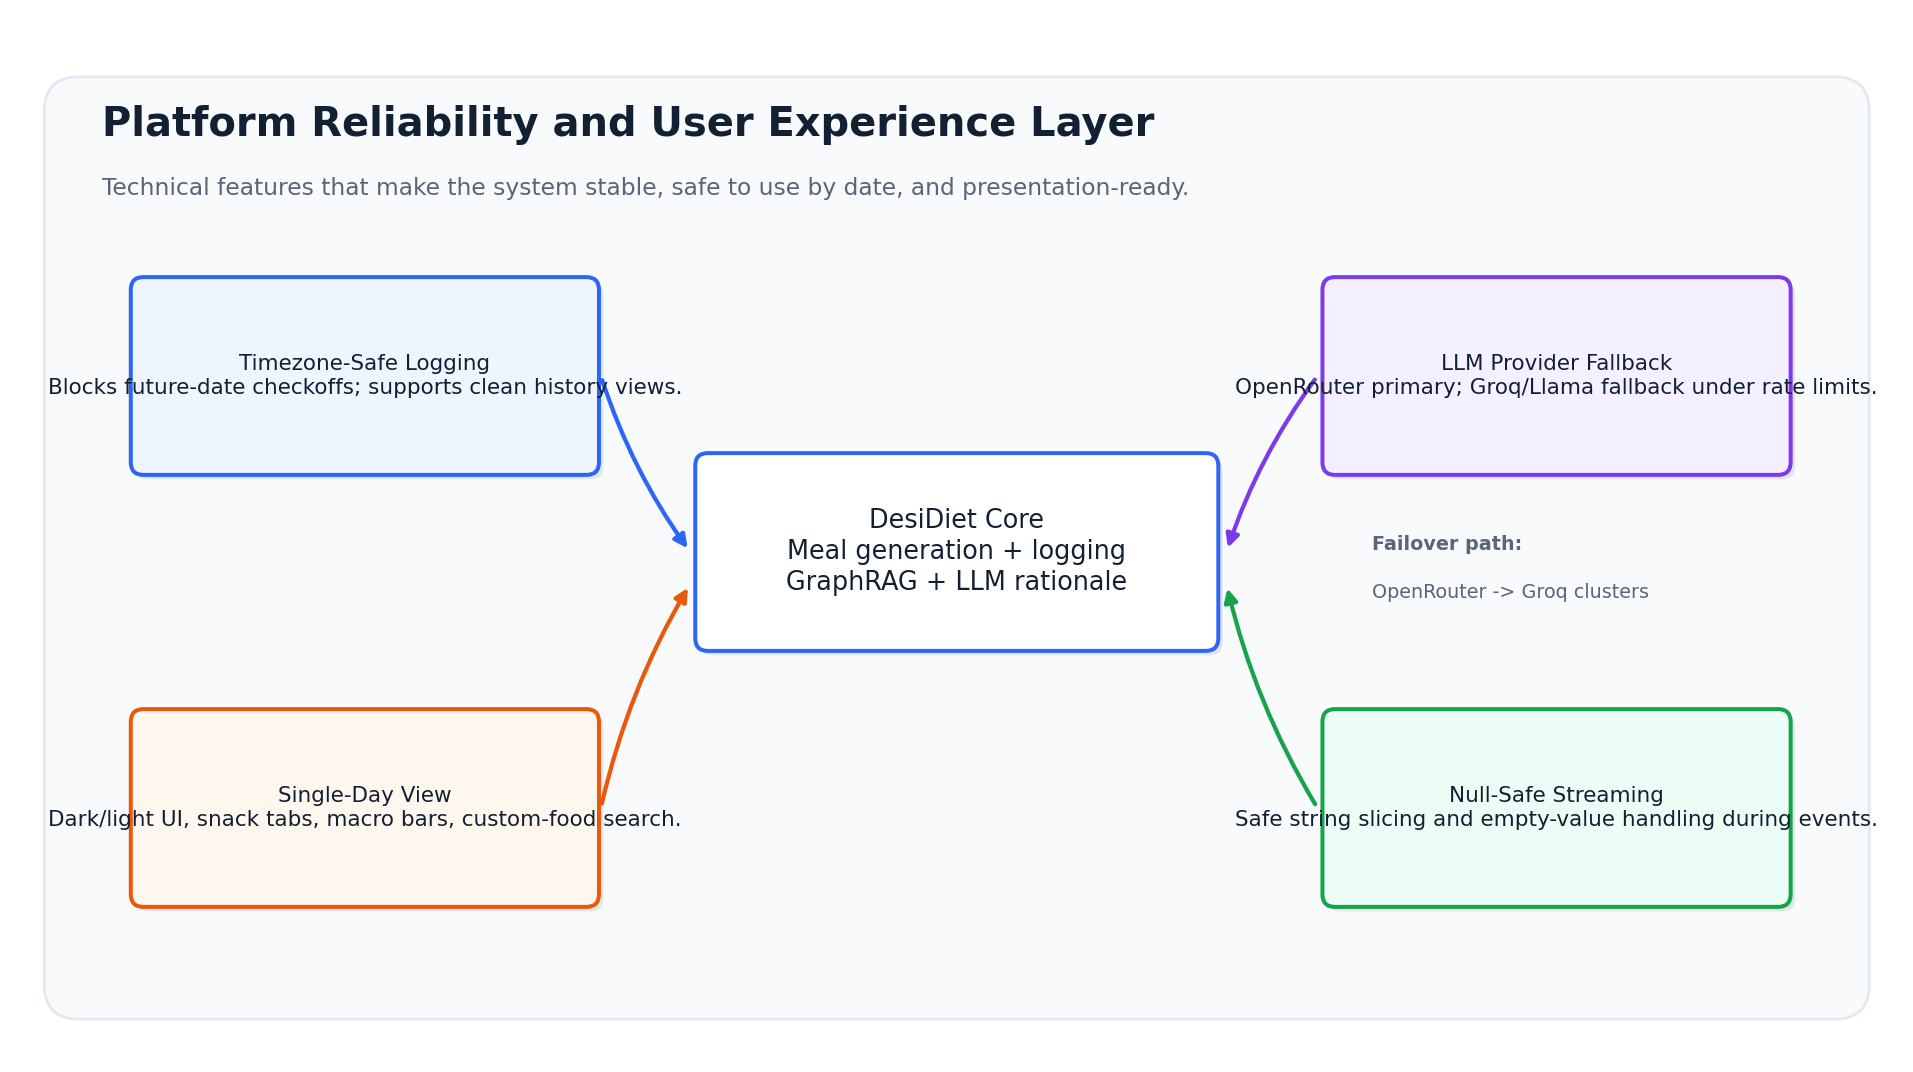 Platform Reliability and User Experience Layer
Technical features that make the system stable, safe to use by date, and presentation-ready.
Timezone-Safe Logging
Blocks future-date checkoffs; supports clean history views.
LLM Provider Fallback
OpenRouter primary; Groq/Llama fallback under rate limits.
DesiDiet Core
Meal generation + logging
GraphRAG + LLM rationale
Failover path:
OpenRouter -> Groq clusters
Single-Day View
Dark/light UI, snack tabs, macro bars, custom-food search.
Null-Safe Streaming
Safe string slicing and empty-value handling during events.